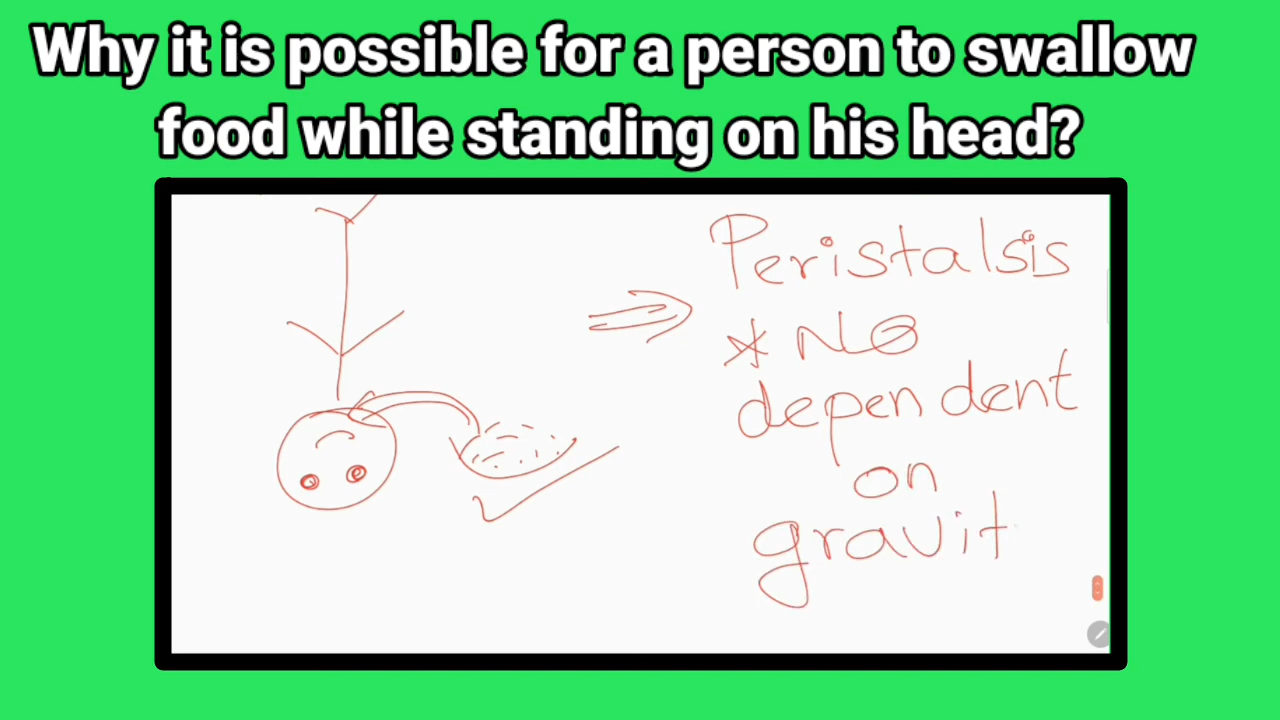 Why it is possible for a person to swallow
food while standing on his head?
Peristalsis
* No
dependent
on
gravit